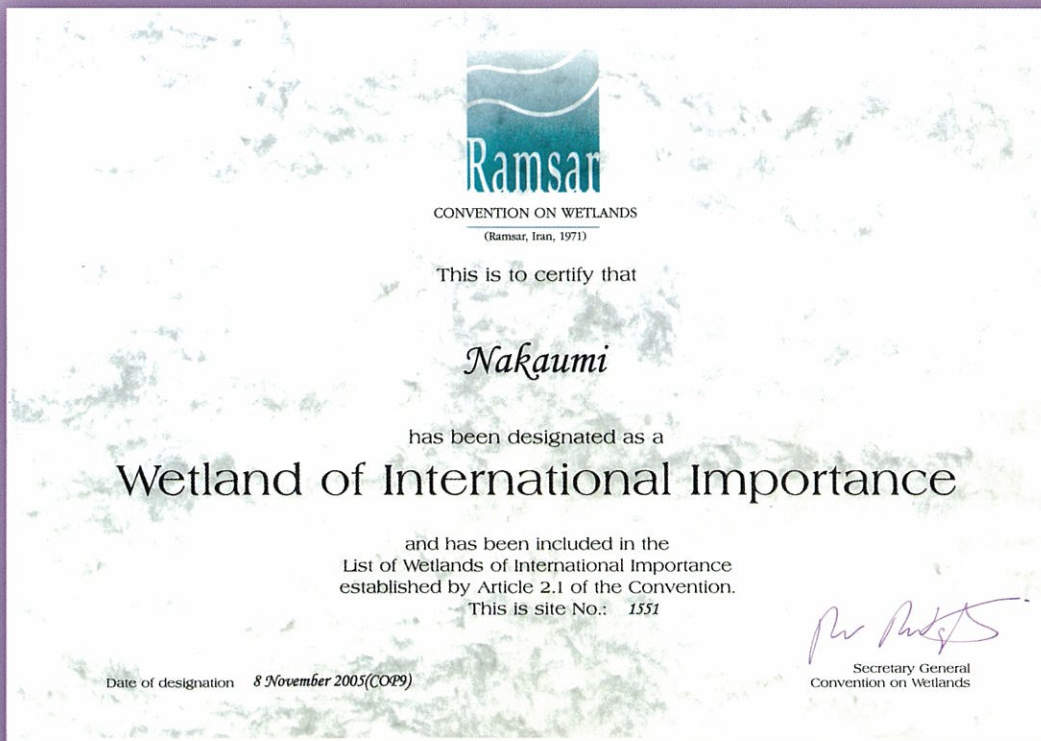 Ramsar
CONVENTION ON WETLANDS
(Ramsar, Iran, 1971)
This is to certify that
Nakaumi
has been designated as a
Wetland of International Importance
and has been included in the
List of Wetlands of International Importance
established by Article 2.1 of the Convention.
This is site No.: 1551
Date of designation 8 November 2005(COP9)
Secretary General
Convention on Wetlands